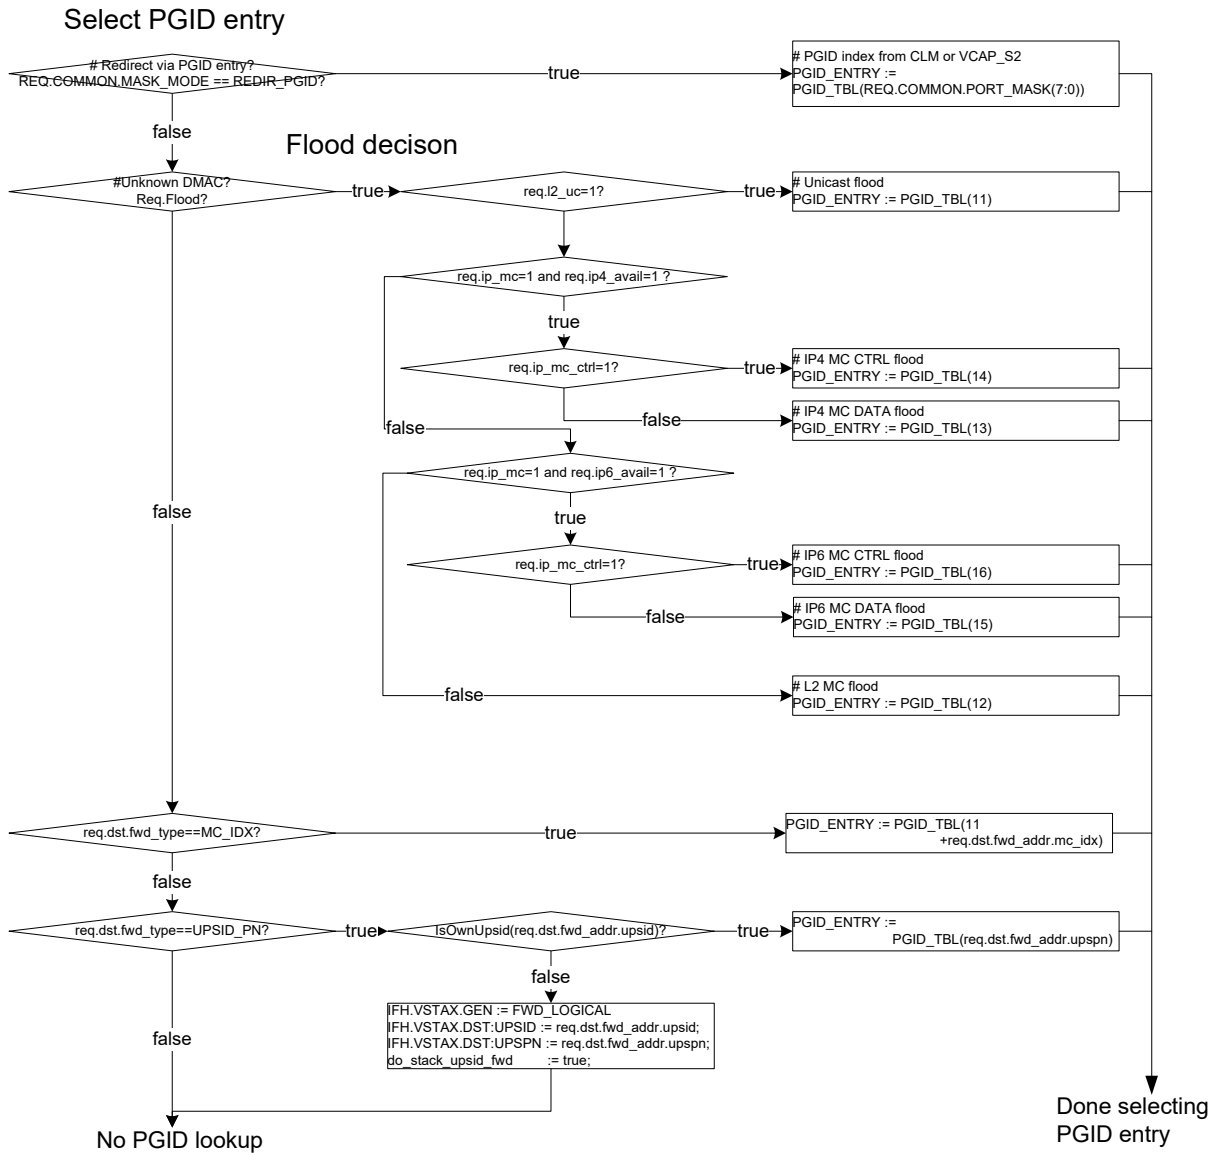 Select PGID entry
# Redirect via PGID entry?
REQ.COMMON.MASK_MODE == REDIR_PGID?
true
# PGID index from CLM or VCAP_S2
PGID_ENTRY :=
PGID_TBL(REQ.COMMON.PORT_MASK(7:0))
false
Flood decison
#Unknown DMAC?
Req.Flood?
true
req.l2_uc=1?
true
# Unicast flood
PGID_ENTRY := PGID_TBL(11)
req.ip_mc=1 and req.ip4_avail=1 ?
true
req.ip_mc_ctrl=1?
true
# IP4 MC CTRL flood
PGID_ENTRY := PGID_TBL(14)
false
# IP4 MC DATA flood
PGID_ENTRY := PGID_TBL(13)
false
req.ip_mc=1 and req.ip6_avail=1 ?
false
true
req.ip_mc_ctrl=1?
true
# IP6 MC CTRL flood
PGID_ENTRY := PGID_TBL(16)
false
# IP6 MC DATA flood
PGID_ENTRY := PGID_TBL(15)
false
# L2 MC flood
PGID_ENTRY := PGID_TBL(12)
req.dst.fwd_type==MC_IDX?
true
PGID_ENTRY := PGID_TBL(11
+req.dst.fwd_addr.mc_idx)
false
req.dst.fwd_type==UPSID_PN?
true
IsOwnUpsid(req.dst.fwd_addr.upsid)?
true
PGID_ENTRY :=
PGID_TBL(req.dst.fwd_addr.upspn)
false
IFH.VSTAX.GEN := FWD_LOGICAL
IFH.VSTAX.DST:UPSID := req.dst.fwd_addr.upsid;
IFH.VSTAX.DST:UPSPN := req.dst.fwd_addr.upspn;
do_stack_upsid_fwd := true;
false
No PGID lookup
Done selecting
PGID entry